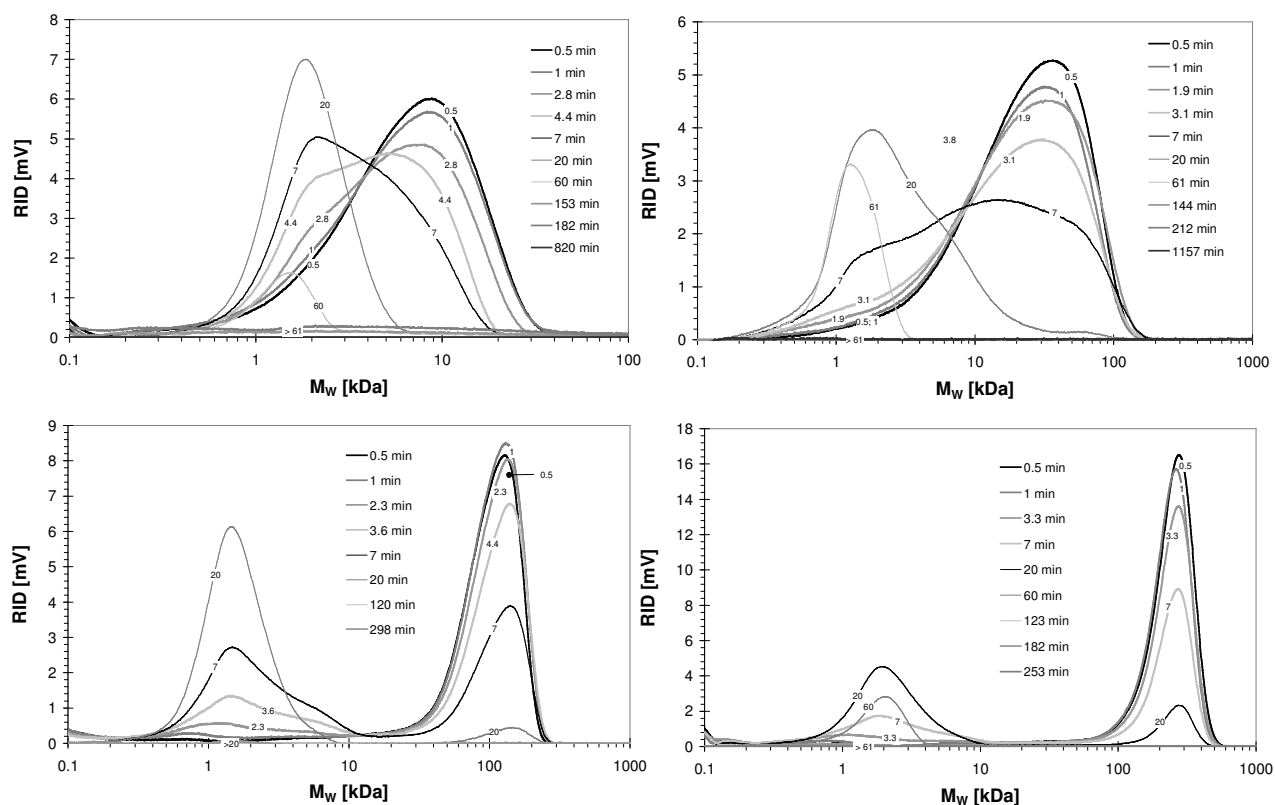 8
7
6
5
4
3
2
1
0
RID [mV]
0.1 1 10 100
M_W [kDa]
0.5 min
1 min
2.8 min
4.4 min
7 min
20 min
60 min
153 min
182 min
820 min
20
0.5
1
7
2.8
4.4
4.4
2.8
7
1
0.5
60
> 61
6
5
4
3
2
1
0
RID [mV]
0.1 1 10 100 1000
M_W [kDa]
0.5 min
1 min
1.9 min
3.1 min
7 min
20 min
61 min
144 min
212 min
1157 min
0.5
1
1.9
3.8
3.1
20
61
7
7
3.1
1.9
0.5; 1
> 61
9
8
7
6
5
4
3
2
1
0
RID [mV]
0.1 1 10 100 1000
M_W [kDa]
0.5 min
1 min
2.3 min
3.6 min
7 min
20 min
120 min
298 min
1
0.5
2.3
20
4.4
7
7
3.6
2.3
20
>20
18
16
14
12
10
8
6
4
2
0
RID [mV]
0.1 1 10 100 1000
M_W [kDa]
0.5 min
1 min
3.3 min
7 min
20 min
60 min
123 min
182 min
253 min
0.5
1
3.3
7
20
60
7
20
3.3
> 61